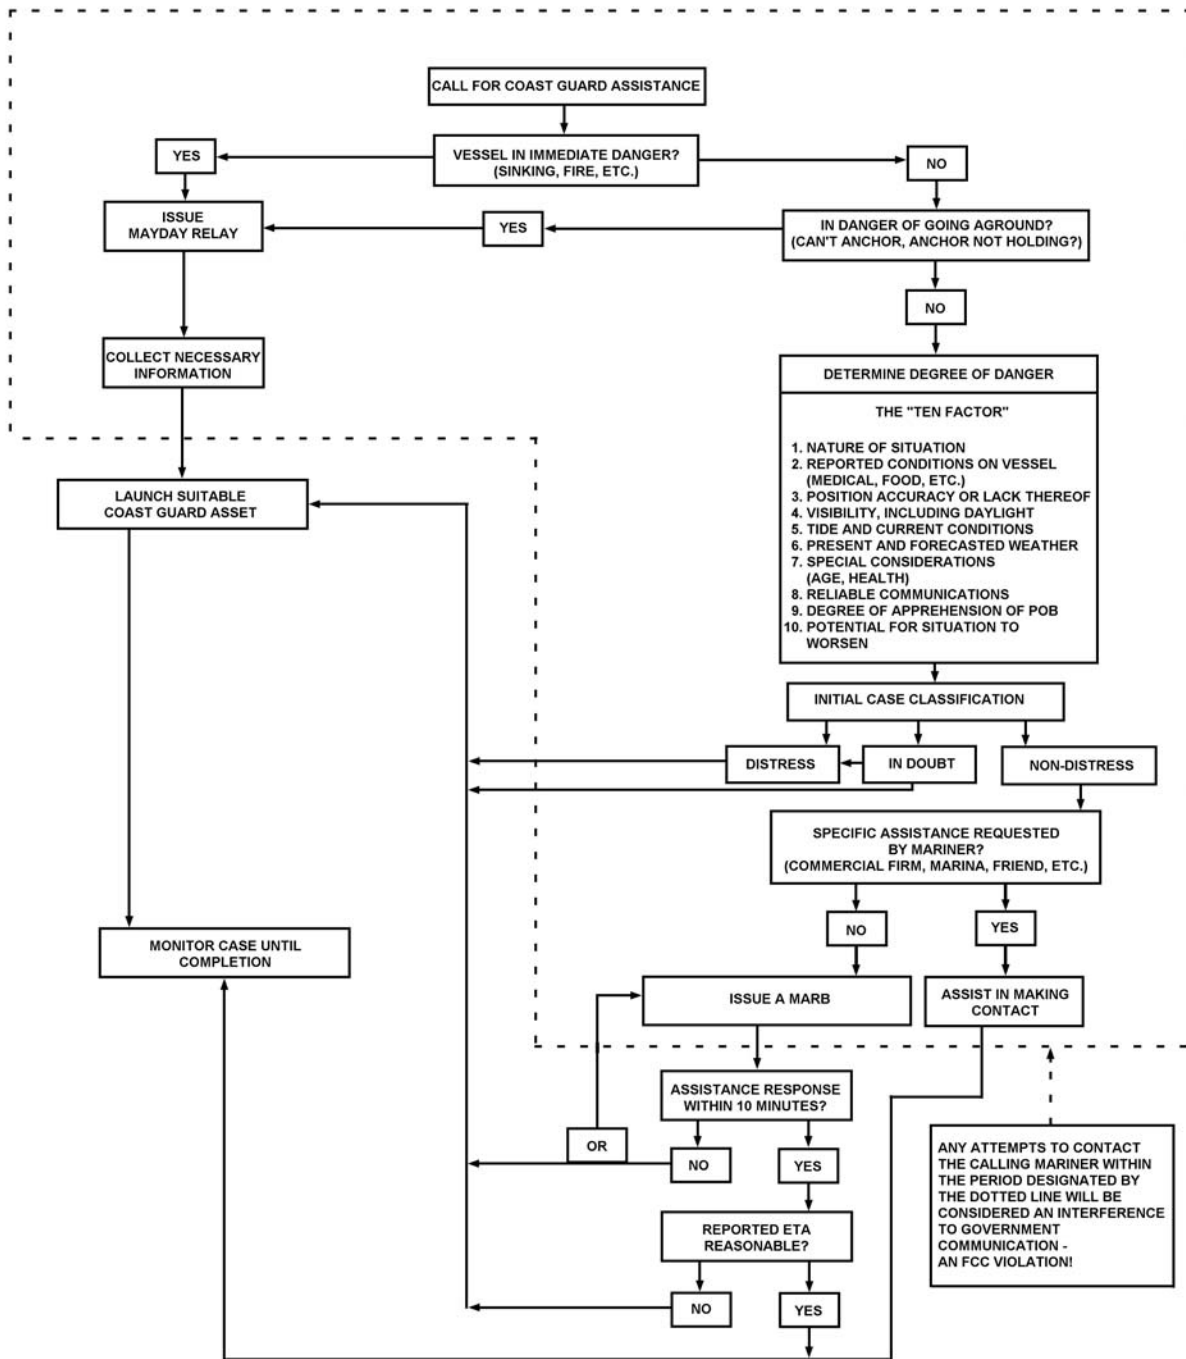 CALL FOR COAST GUARD ASSISTANCE
YES
VESSEL IN IMMEDIATE DANGER?
(SINKING, FIRE, ETC.)
NO
ISSUE
MAYDAY RELAY
YES
IN DANGER OF GOING AGROUND?
(CAN'T ANCHOR, ANCHOR NOT HOLDING?)
NO
COLLECT NECESSARY
INFORMATION
DETERMINE DEGREE OF DANGER
THE "TEN FACTOR"
1. NATURE OF SITUATION
2. REPORTED CONDITIONS ON VESSEL
(MEDICAL, FOOD, ETC.)
3. POSITION ACCURACY OR LACK THEREOF
4. VISIBILITY, INCLUDING DAYLIGHT
5. TIDE AND CURRENT CONDITIONS
6. PRESENT AND FORECASTED WEATHER
7. SPECIAL CONSIDERATIONS
(AGE, HEALTH)
8. RELIABLE COMMUNICATIONS
9. DEGREE OF APPREHENSION OF POB
10. POTENTIAL FOR SITUATION TO
WORSEN
LAUNCH SUITABLE
COAST GUARD ASSET
INITIAL CASE CLASSIFICATION
DISTRESS
IN DOUBT
NON-DISTRESS
SPECIFIC ASSISTANCE REQUESTED
BY MARINER?
(COMMERCIAL FIRM, MARINA, FRIEND, ETC.)
NO
YES
MONITOR CASE UNTIL
COMPLETION
ISSUE A MARB
ASSIST IN MAKING
CONTACT
ASSISTANCE RESPONSE
WITHIN 10 MINUTES?
OR
NO
YES
ANY ATTEMPTS TO CONTACT
THE CALLING MARINER WITHIN
THE PERIOD DESIGNATED BY
THE DOTTED LINE WILL BE
CONSIDERED AN INTERFERENCE
TO GOVERNMENT
COMMUNICATION -
AN FCC VIOLATION!
REPORTED ETA
REASONABLE?
NO
YES